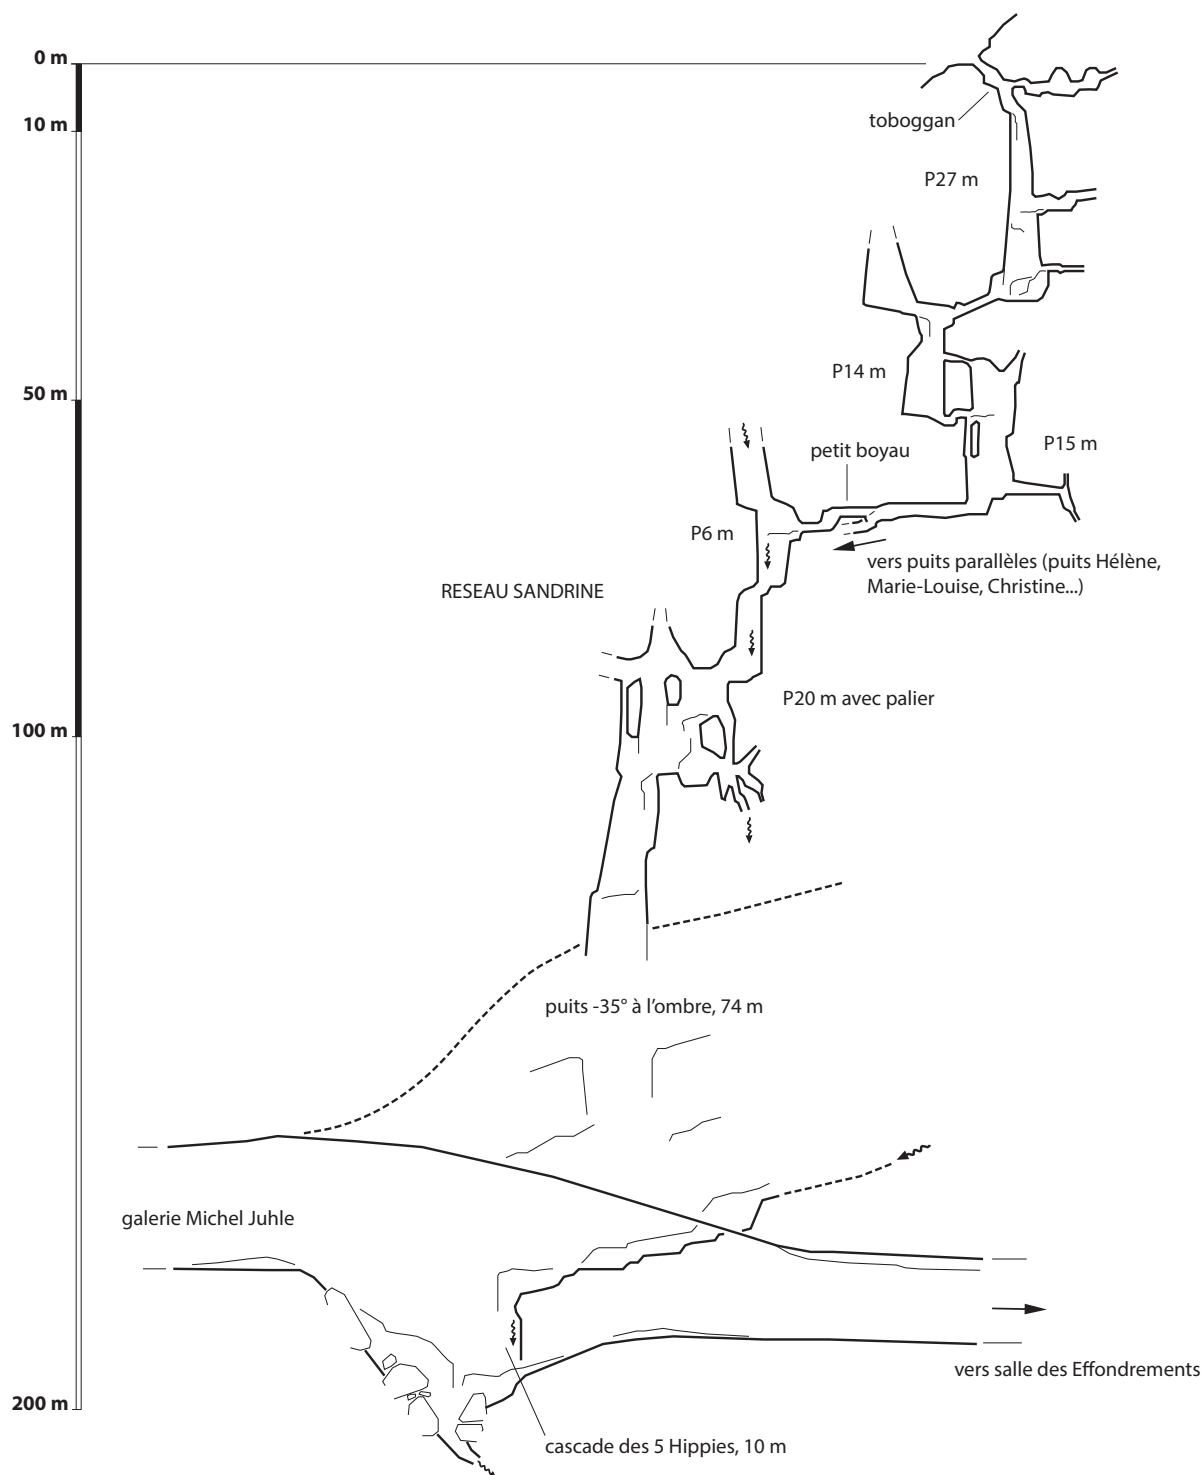 0 m
10 m
toboggan
P27 m
P14 m
50 m
P15 m
petit boyau
P6 m
vers puits parallèles (puits Hélène,
Marie-Louise, Christine...)
RESEAU SANDRINE
P20 m avec palier
100 m
puits -35° à l’ombre, 74 m
galerie Michel Juhle
vers salle des Effondrements
200 m
cascade des 5 Hippies, 10 m